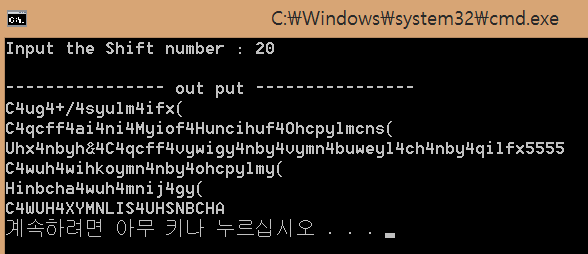 C:₩Windows₩system32₩cmd.exe
Input the Shift number : 20
---------------- out put ----------------
C4ug4+/4syulm4ifx(
C4qcff4ai4ni4Myiof4Huncihuf4Ohcpylmcns(
Uhx4nbyh&4C4qcff4vywigy4nby4vymn4buweyl4ch4nby4qilfx5555
C4wuh4wihkoymn4nby4ohcpylmy(
Hinbcha4wuh4mnij4gy(
C4WUH4XYMNLIS4UHSNBCHA
계속하려면 아무 키나 누르십시오 . . .